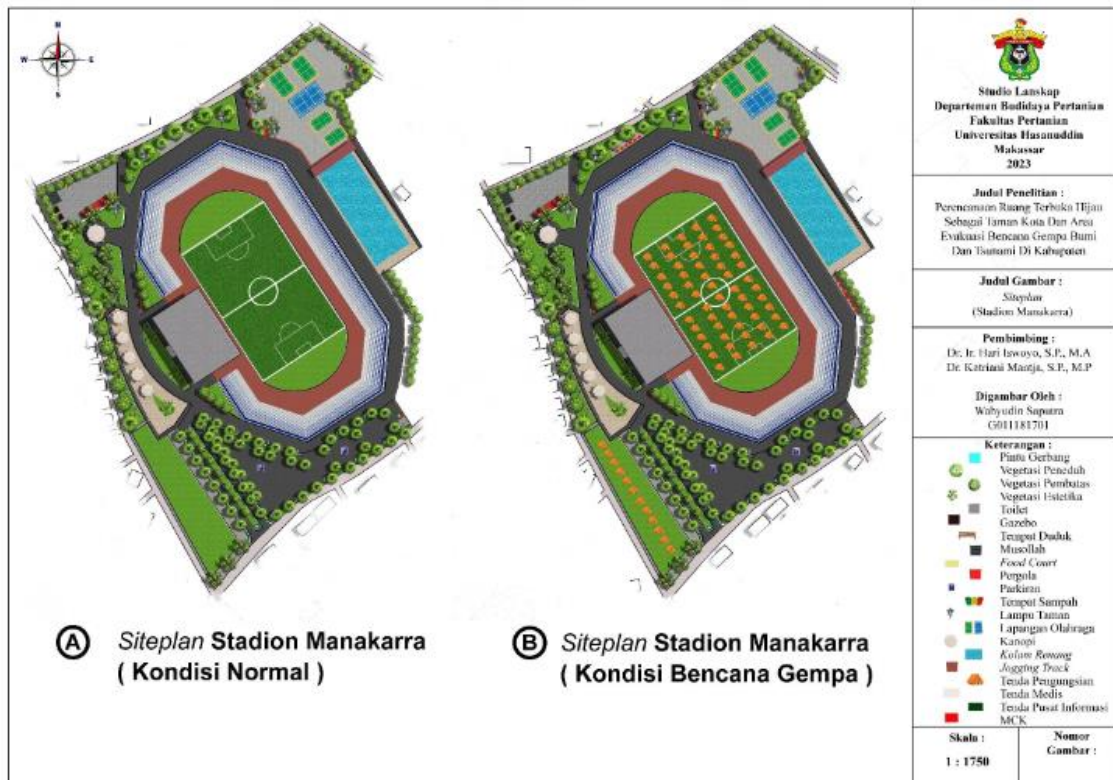 N
W E
S
A Siteplan Stadion Manakarra
( Kondisi Normal )
B Siteplan Stadion Manakarra
( Kondisi Bencana Gempa )
Studio Lanskap
Departemen Budidaya Pertanian
Fakultas Pertanian
Univeresitas Hasanuddin
Makassar
2023
Judul Penelitian :
Perencanaan Ruang Terbuka Hijau
Sebagai Taman Kota Dan Area
Evakuasi Bencana Gempa Bumi
Dan Tsunami Di Kabupaten
Judul Gambar :
Siteplan
(Stadion Manakarra)
Pembimbing :
Dr. Ir. Hari Iswoyo, S.P., M.A
Dr. Katriani Mantja, S.P., M.P
Digambar Oleh :
Wahyudin Saputra
G011181701
Keterangan :
Pintu Gerbang
Vegetasi Peneduh
Vegetasi Pembatas
Vegetasi Estetika
Toilet
Gazebo
Tempat Duduk
Musollah
Food Court
Pergola
Parkiran
Tempat Sampah
Lampu Taman
Lapangan Olahraga
Kanopi
Kolam Renang
Jogging Track
Tenda Pengungsian
Tenda Medis
Tenda Pusat Informasi
MCK
Skala :
1 : 1750
Nomor
Gambar :